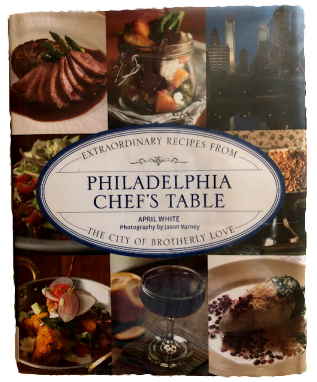 EXTRAORDINARY RECIPES FROM
PHILADELPHIA
CHEF'S TABLE
APRIL WHITE
Photography by Jason Varney
THE CITY OF BROTHERLY LOVE